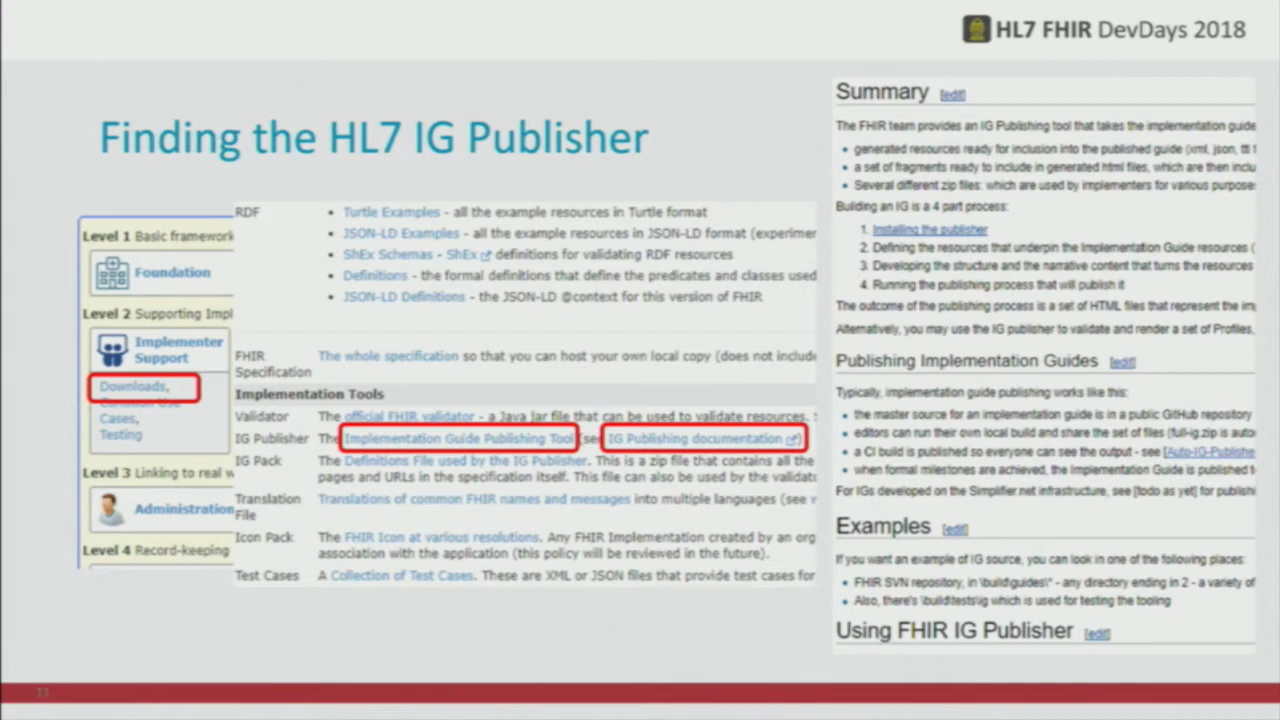 HL7 FHIR DevDays 2018
Finding the HL7 IG Publisher
Level 1 Basic framework
Foundation
Level 2 Supporting Impl
Implementer
Support
Downloads,
Common Use
Cases,
Testing
Level 3 Linking to real w
Administration
Level 4 Record-keeping
RDF
• Turtle Examples - all the example resources in Turtle format
• JSON-LD Examples - all the example resources in JSON-LD format (experimen
• ShEx Schemas - ShEx definitions for validating RDF resources
• Definitions - the formal definitions that define the predicates and classes used
• JSON-LD Definitions - the JSON-LD @context for this version of FHIR
FHIR The whole specification so that you can host your own local copy (does not include
Specification
Implementation Tools
Validator The official FHIR validator - a Java jar file that can be used to validate resources. S
IG Publisher The Implementation Guide Publishing Tool (see IG Publishing documentation )
IG Pack The Definitions File used by the IG Publisher. This is a zip file that contains all the
pages and URLs in the specification itself. This file can also be used by the validato
Translation Translations of common FHIR names and messages into multiple languages (see w
File
Icon Pack The FHIR Icon at various resolutions. Any FHIR Implementation created by an org
association with the application (this policy will be reviewed in the future).
Test Cases A Collection of Test Cases. These are XML or JSON files that provide test cases for
Summary [edit]
The FHIR team provides an IG Publishing tool that takes the implementation guide
• generated resources ready for inclusion into the published guide (xml, json, ttl f
• a set of fragments ready to include in generated html files, which are then inclu
• Several different zip files: which are used by implementers for various purpose
Building an IG is a 4 part process:
1. Installing the publisher
2. Defining the resources that underpin the Implementation Guide resources (
3. Developing the structure and the narrative content that turns the resources
4. Running the publishing process that will publish it
The outcome of the publishing process is a set of HTML files that represent the im
Alternatively, you may use the IG publisher to validate and render a set of Profiles,
Publishing Implementation Guides [edit]
Typically, implementation guide publishing works like this:
• the master source for an implementation guide is in a public GitHub repository
• editors can run their own local build and share the set of files (full-ig.zip is auto
• a CI build is published so everyone can see the output - see [Auto-IG-Publishe
• when formal milestones are achieved, the Implementation Guide is published t
For IGs developed on the Simplifier.net infrastructure, see [todo as yet] for publishi
Examples [edit]
If you want an example of IG source, you can look in one of the following places:
• FHIR SVN repository, in \build\guides\* - any directory ending in 2 - a variety of
• Also, there's \build\tests\ig which is used for testing the tooling
Using FHIR IG Publisher [edit]
11